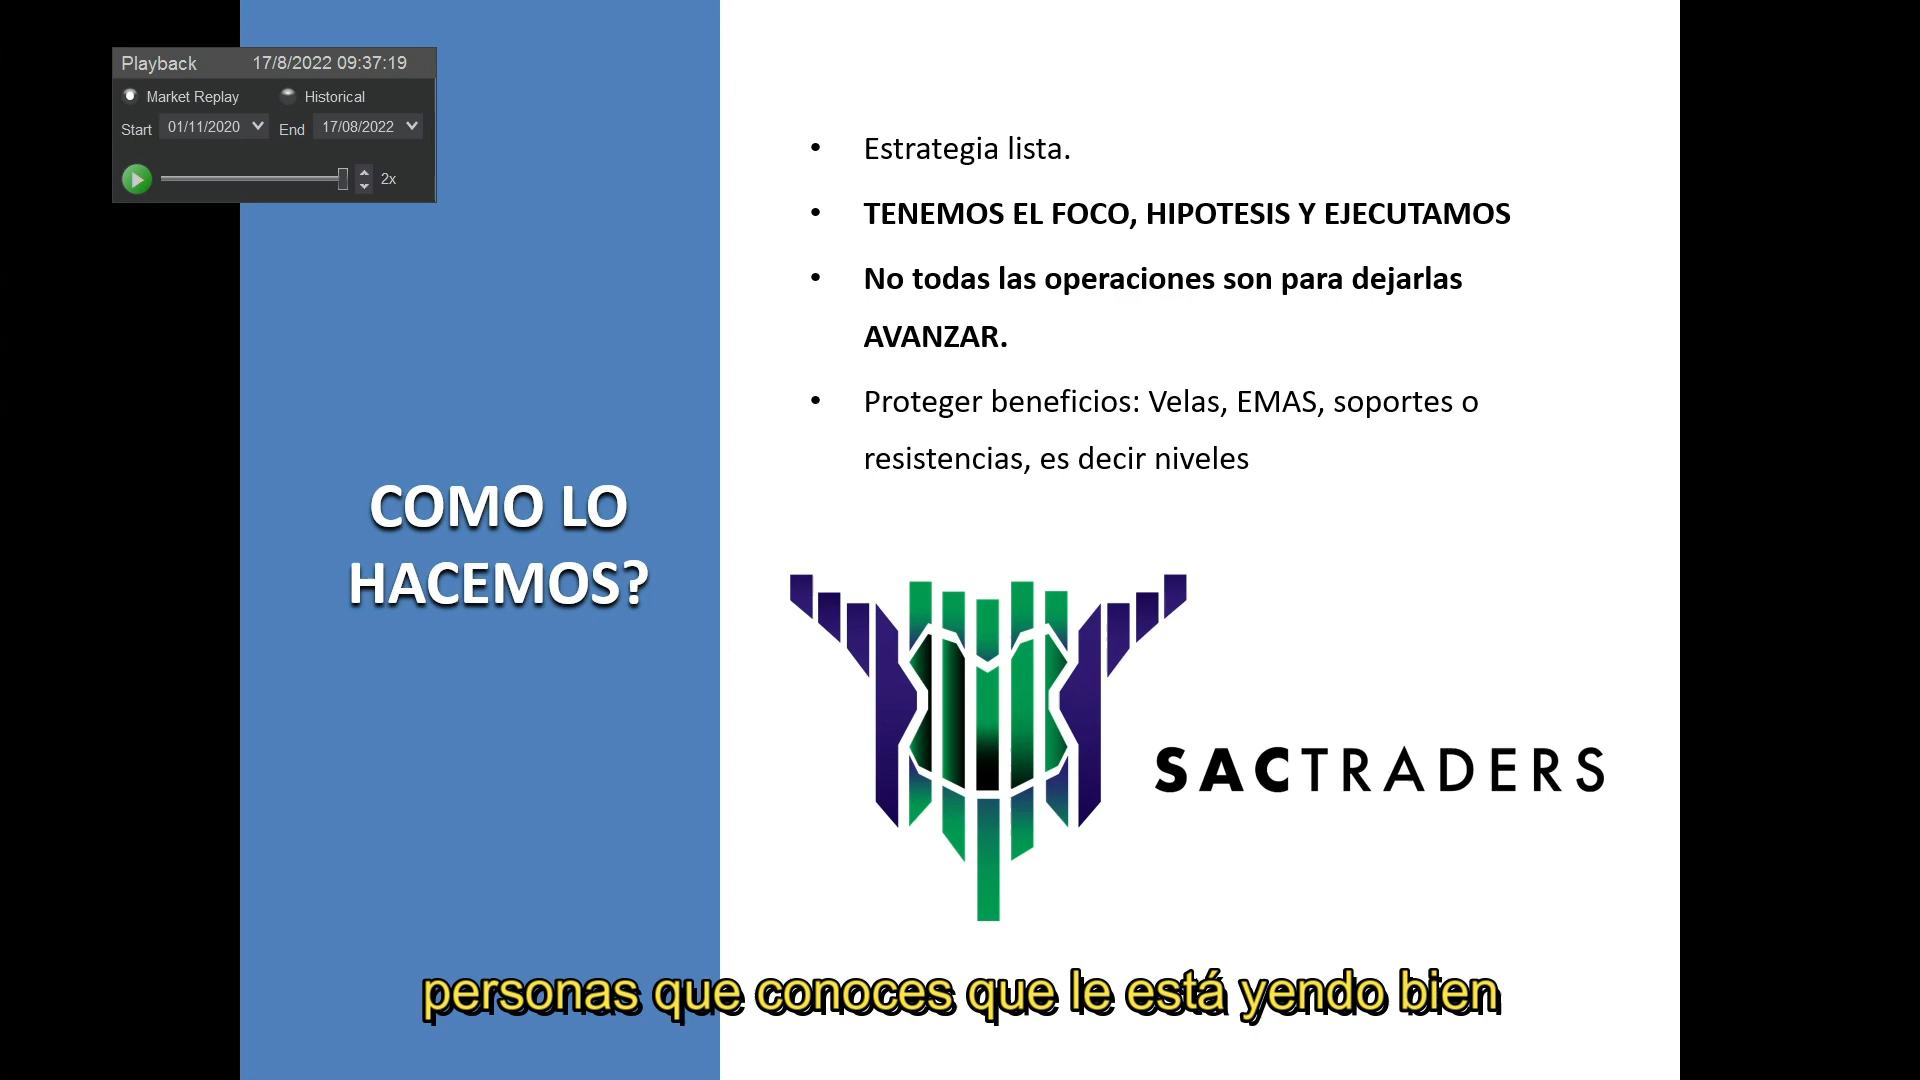 Playback 17/8/2022 09:37:19
Market Replay Historical
Start 01/11/2020 End 17/08/2022
2x
• Estrategia lista.
• TENEMOS EL FOCO, HIPOTESIS Y EJECUTAMOS
• No todas las operaciones son para dejarlas
AVANZAR.
• Proteger beneficios: Velas, EMAS, soportes o
resistencias, es decir niveles
COMO LO
HACEMOS?
SACTRADERS
personas que conoces que le está yendo bien